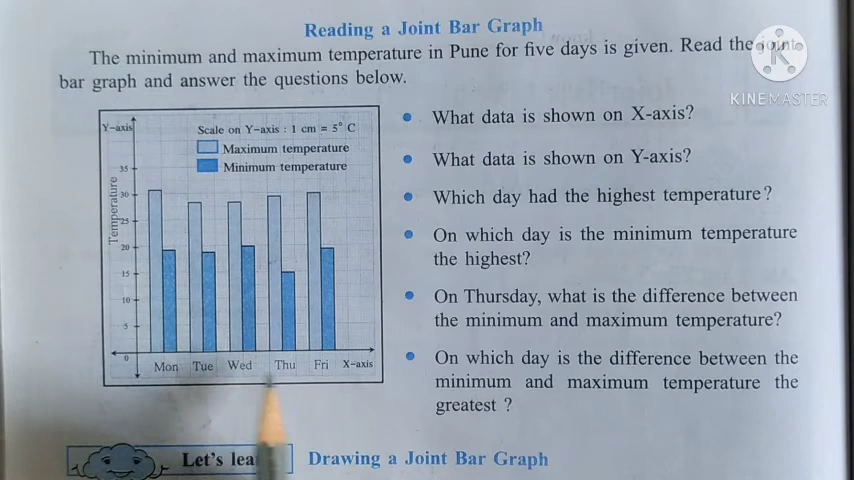 Reading a Joint Bar Graph
The minimum and maximum temperature in Pune for five days is given. Read the joint
bar graph and answer the questions below.
KINEMASTER
Y-axis
Scale on Y-axis : 1 cm = 5° C
Maximum temperature
Minimum temperature
Temperature
35
30
25
20
15
10
5
0
Mon Tue Wed Thu Fri X-axis
• What data is shown on X-axis?
• What data is shown on Y-axis?
• Which day had the highest temperature?
• On which day is the minimum temperature
the highest?
• On Thursday, what is the difference between
the minimum and maximum temperature?
• On which day is the difference between the
minimum and maximum temperature the
greatest ?
Let's
Drawing a Joint Bar Graph